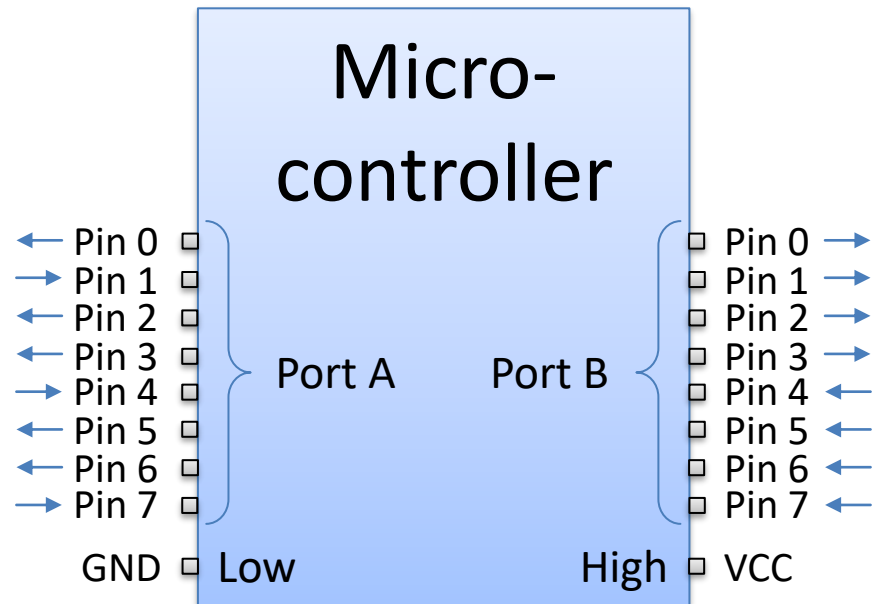 Micro-
controller
Pin 0
Pin 1
Pin 2
Pin 3
Pin 4
Pin 5
Pin 6
Pin 7
Port A
Port B
Pin 0
Pin 1
Pin 2
Pin 3
Pin 4
Pin 5
Pin 6
Pin 7
GND
Low
High
VCC